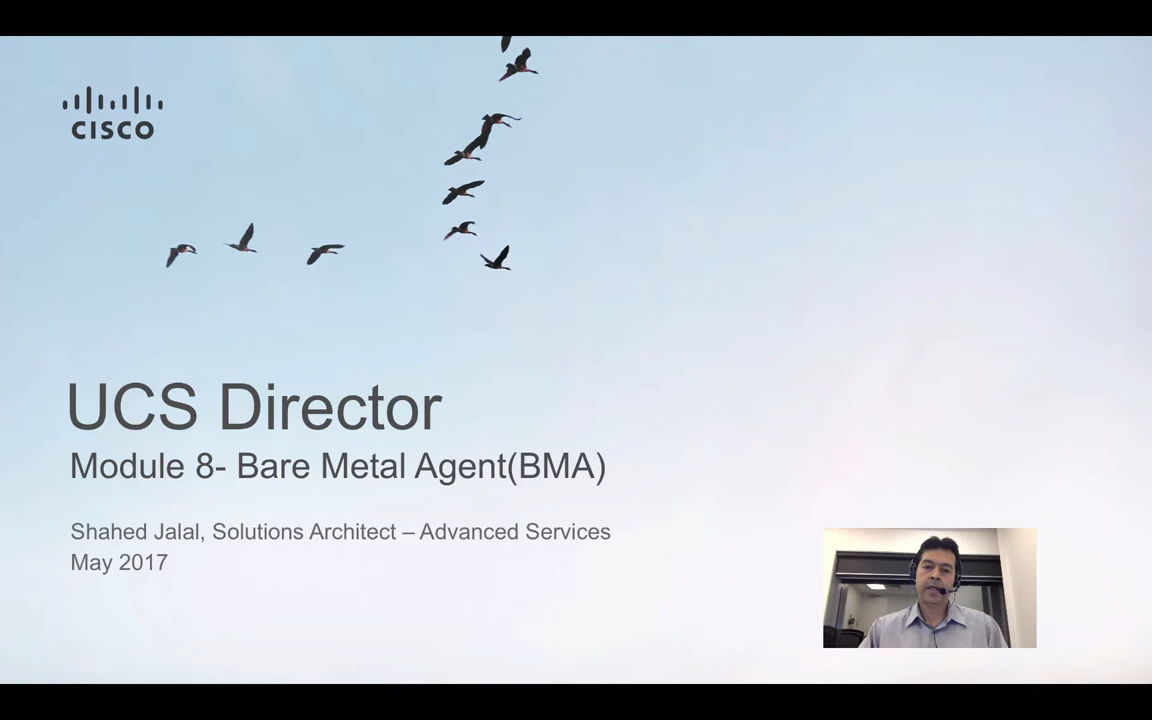 CISCO
UCS Director
Module 8- Bare Metal Agent(BMA)
Shahed Jalal, Solutions Architect – Advanced Services
May 2017